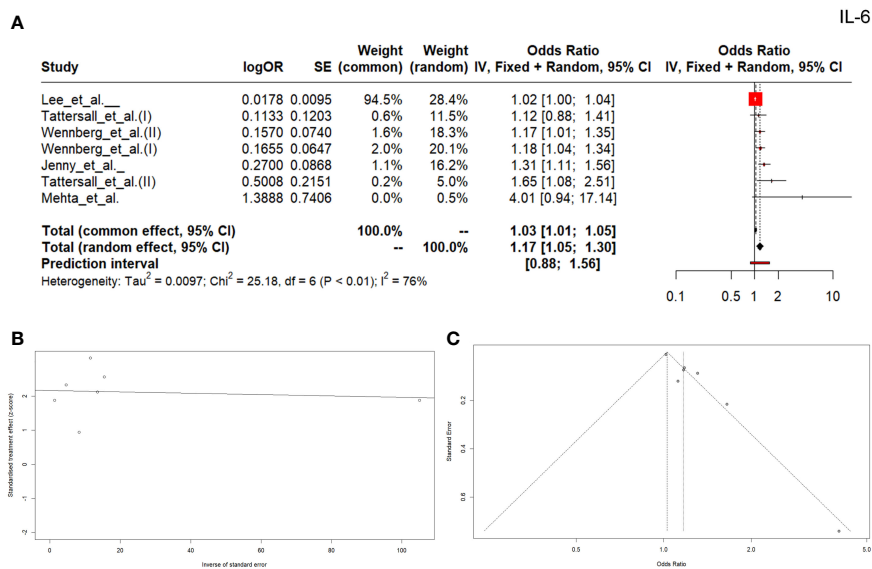 IL-6
A
Weight Weight Odds Ratio Odds Ratio
Study logOR SE (common) (random) IV, Fixed + Random, 95% CI IV, Fixed + Random, 95% CI
Lee_et_al.__ 0.0178 0.0095 94.5% 28.4% 1.02 [1.00; 1.04]
Tattersall_et_al.(I) 0.1133 0.1203 0.6% 11.5% 1.12 [0.88; 1.41]
Wennberg_et_al.(II) 0.1570 0.0740 1.6% 18.3% 1.17 [1.01; 1.35]
Wennberg_et_al.(I) 0.1655 0.0647 2.0% 20.1% 1.18 [1.04; 1.34]
Jenny_et_al._ 0.2700 0.0868 1.1% 16.2% 1.31 [1.11; 1.56]
Tattersall_et_al.(II) 0.5008 0.2151 0.2% 5.0% 1.65 [1.08; 2.51]
Mehta_et_al. 1.3888 0.7406 0.0% 0.5% 4.01 [0.94; 17.14]
Total (common effect, 95% CI) 100.0% -- 1.03 [1.01; 1.05]
Total (random effect, 95% CI) -- 100.0% 1.17 [1.05; 1.30]
Prediction interval [0.88; 1.56]
Heterogeneity: Tau² = 0.0097; Chi² = 25.18, df = 6 (P < 0.01); I² = 76%
0.1 0.5 1 2 10
B
Standardised treatment effect (z-score)
2
1
0
-1
-2
0 20 40 60 80 100
Inverse of standard error
C
Standard Error
0.2
0.4
0.6
0.5 1.0 2.0 5.0
Odds Ratio